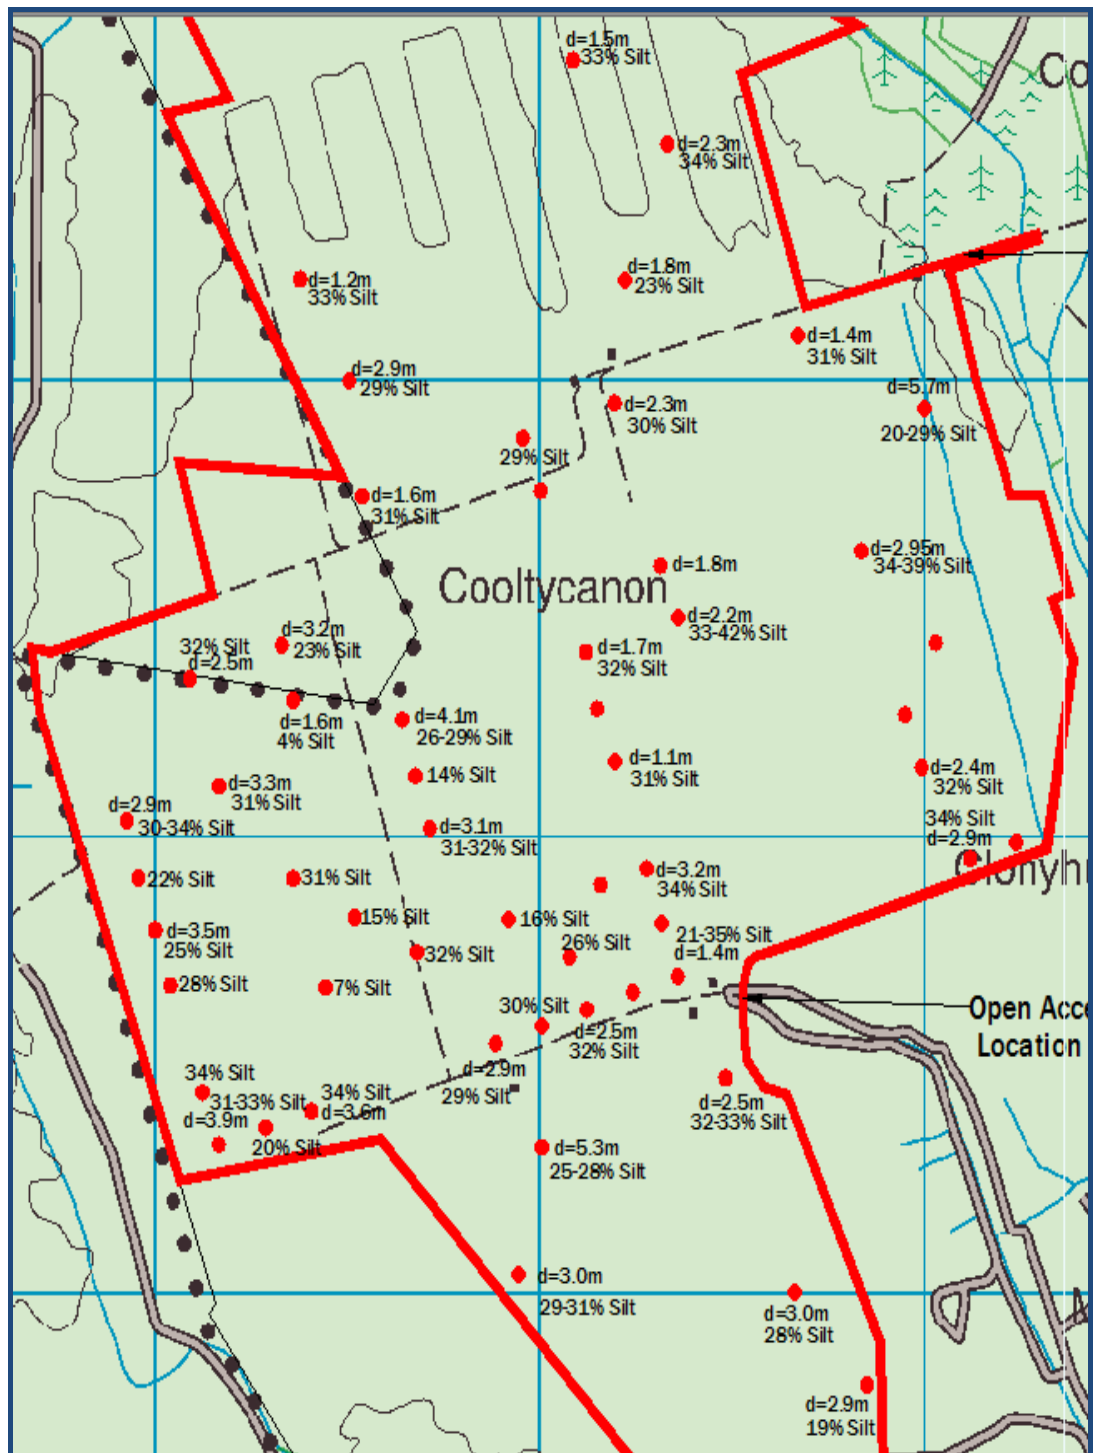 d=1.5m
33% Silt
Co
d=2.3m
34% Silt
d=1.2m
33% Silt
d=1.8m
23% Silt
d=1.4m
31% Silt
d=2.9m
29% Silt
d=5.7m
20-29% Silt
d=2.3m
30% Silt
29% Silt
d=1.6m
31% Silt
d=2.95m
34-39% Silt
d=1.8m
Cooltycanon
d=2.2m
33-42% Silt
d=3.2m
23% Silt
32% Silt
d=2.5m
d=1.7m
32% Silt
d=1.6m
4% Silt
d=4.1m
26-29% Silt
d=1.1m
31% Silt
14% Silt
d=2.4m
32% Silt
d=3.3m
31% Silt
d=2.9m
30-34% Silt
34% Silt
d=2.9m
d=3.1m
31-32% Silt
Clonyh
22% Silt
31% Silt
d=3.2m
34% Silt
15% Silt
16% Silt
21-35% Silt
d=1.4m
d=3.5m
25% Silt
26% Silt
32% Silt
28% Silt
7% Silt
Open Acce
Location
30% Silt
d=2.5m
32% Silt
d=2.9m
29% Silt
34% Silt
31-33% Silt
d=3.9m
34% Silt
d=3.6m
20% Silt
d=2.5m
32-33% Silt
d=5.3m
25-28% Silt
d=3.0m
29-31% Silt
d=3.0m
28% Silt
d=2.9m
19% Silt